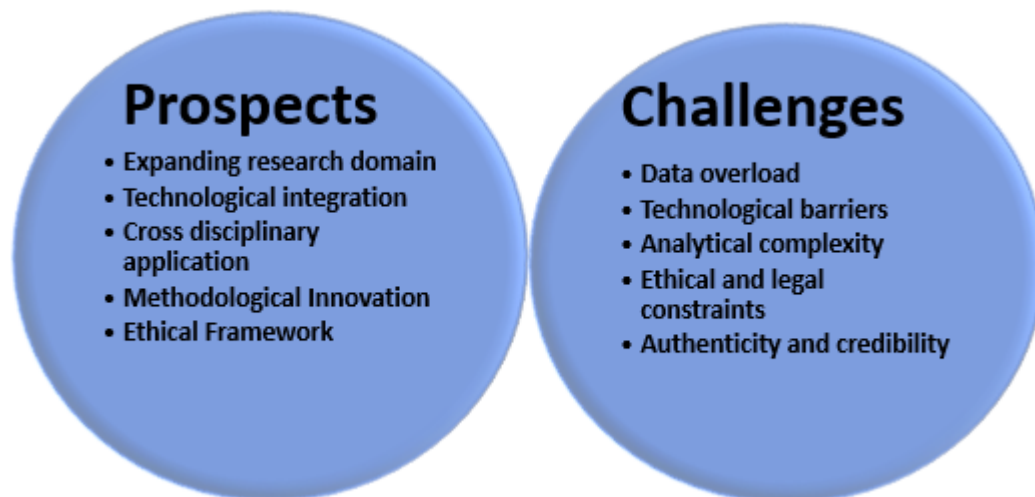 Prospects
• Expanding research domain
• Technological integration
• Cross disciplinary
application
• Methodological Innovation
• Ethical Framework
Challenges
• Data overload
• Technological barriers
• Analytical complexity
• Ethical and legal
constraints
• Authenticity and credibility